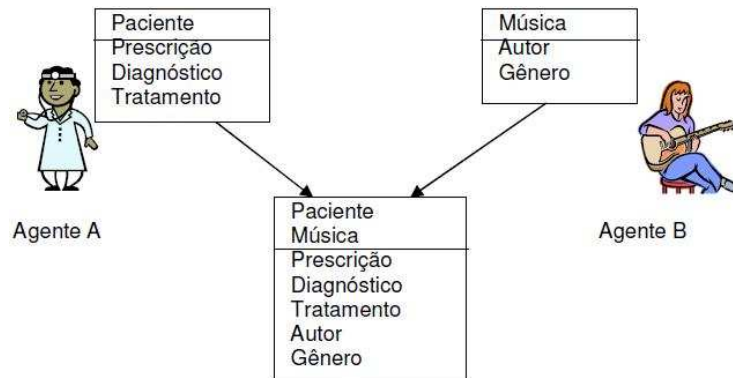 Paciente
Prescrição
Diagnóstico
Tratamento
Música
Autor
Gênero
Agente A
Agente B
Paciente
Música
Prescrição
Diagnóstico
Tratamento
Autor
Gênero